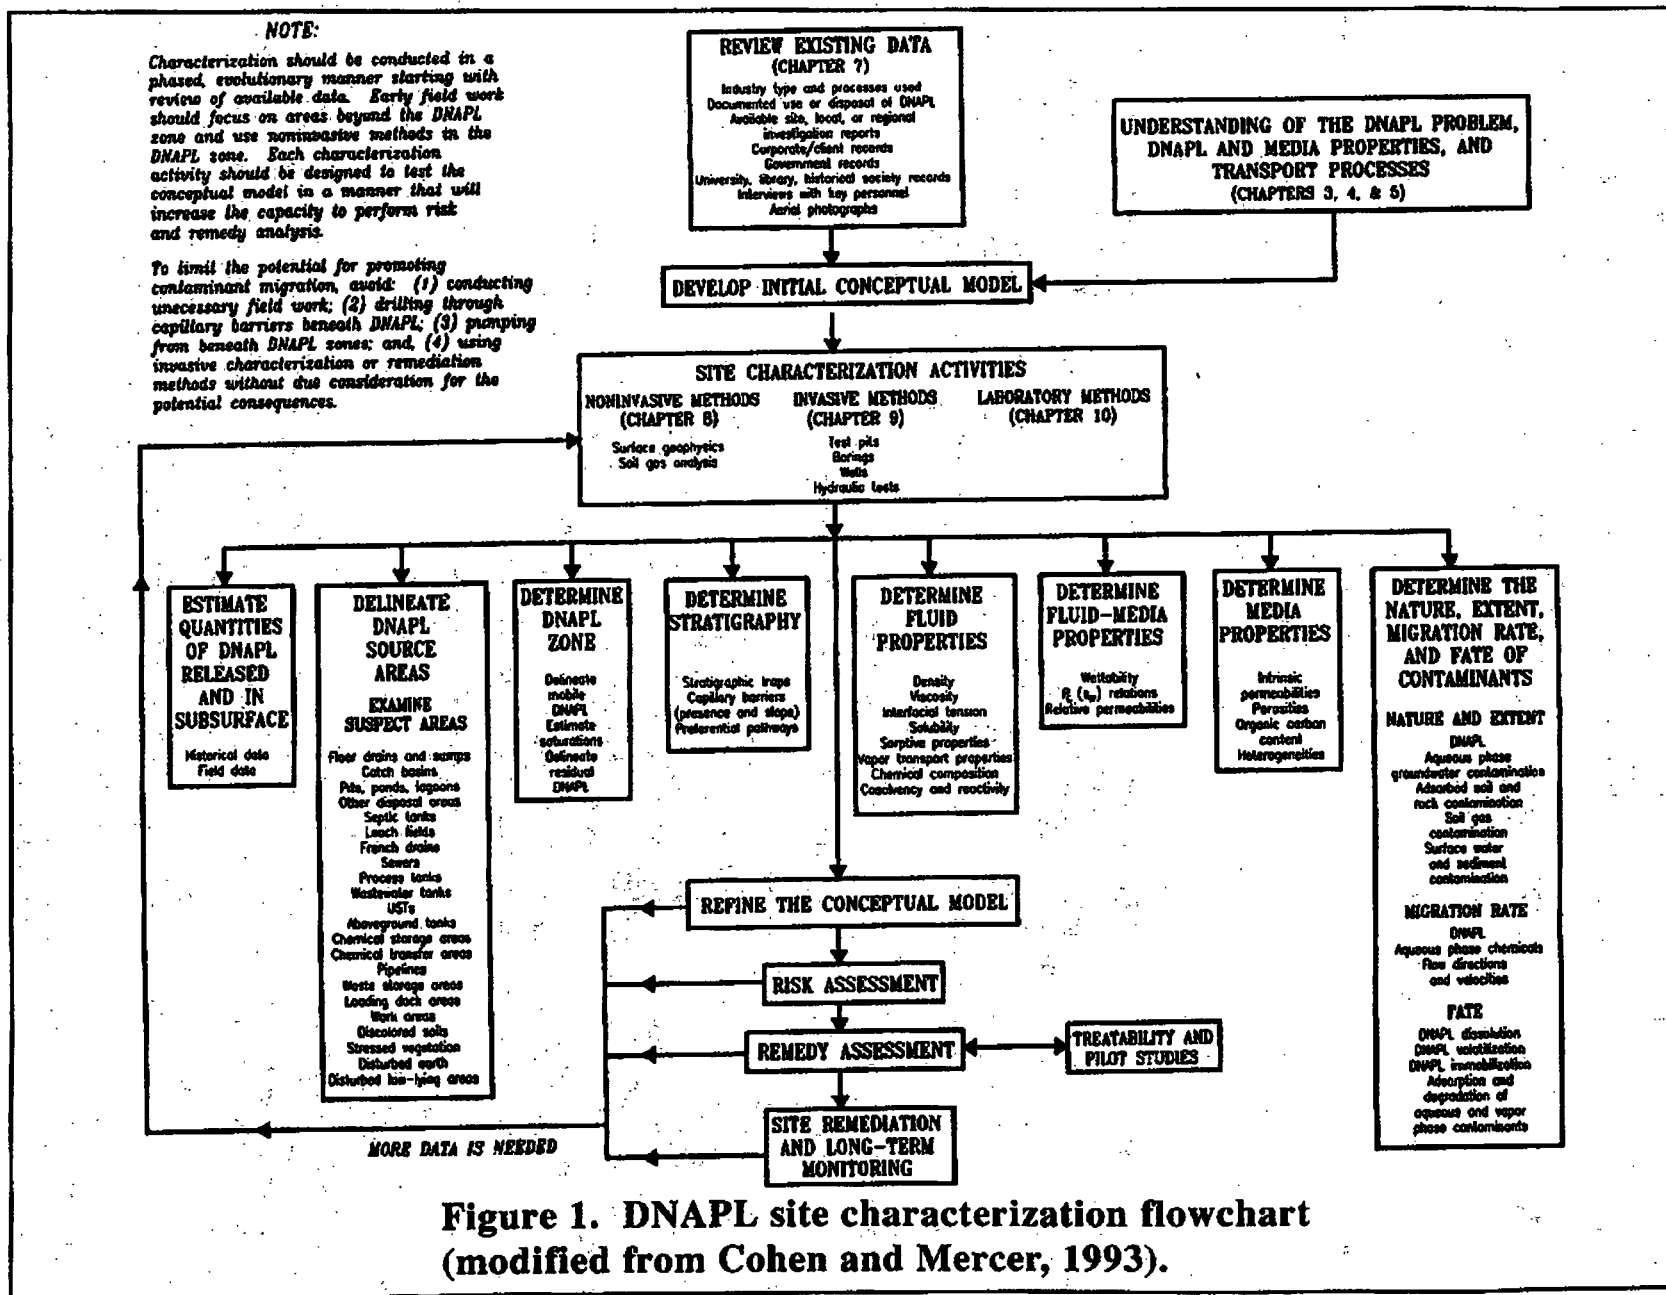 NOTE:
Characterization should be conducted in a
phased, evolutionary manner starting with
review of available data. Early field work
should focus on areas beyond the DNAPL
zone and use noninvasive methods in the
DNAPL zone. Each characterization
activity should be designed to test the
conceptual model in a manner that will
increase the capacity to perform risk
and remedy analysis.
To limit the potential for promoting
contaminant migration, avoid: (1) conducting
unnecessary field work; (2) drilling through
capillary barriers beneath DNAPL; (3) pumping
from beneath DNAPL zones; and, (4) using
invasive characterization or remediation
methods without due consideration for the
potential consequences.
REVIEW EXISTING DATA
(CHAPTER 7)
Industry type and processes used
Documented use or disposal of DNAPL
Available site, local, or regional
investigation reports
Corporate/client records
Government records
University, library, historical society records
Interviews with key personnel
Aerial photographs
UNDERSTANDING OF THE DNAPL PROBLEM,
DNAPL AND MEDIA PROPERTIES, AND
TRANSPORT PROCESSES
(CHAPTERS 3, 4, & 5)
DEVELOP INITIAL CONCEPTUAL MODEL
SITE CHARACTERIZATION ACTIVITIES
NONINVASIVE METHODS
(CHAPTER 8)
Surface geophysics
Soil gas analysis
INVASIVE METHODS
(CHAPTER 9)
Test pits
Borings
Wells
Hydraulic tests
LABORATORY METHODS
(CHAPTER 10)
ESTIMATE
QUANTITIES
OF DNAPL
RELEASED
AND IN
SUBSURFACE
Historical data
Field data
DELINEATE
DNAPL
SOURCE
AREAS
EXAMINE
SUSPECT AREAS
Floor drains and sumps
Catch basins
Pits, ponds, lagoons
Other disposal areas
Septic tanks
Leach fields
French drains
Sewers
Process tanks
Wastewater tanks
USTs
Aboveground tanks
Chemical storage areas
Chemical transfer areas
Pipelines
Waste storage areas
Loading dock areas
Work areas
Discolored soils
Stressed vegetation
Disturbed earth
Disturbed low-lying areas
DETERMINE
DNAPL
ZONE
Delineate
mobile
DNAPL
Estimate
saturations
Delineate
residual
DNAPL
DETERMINE
STRATIGRAPHY
Stratigraphic traps
Capillary barriers
(presence and slope)
Preferential pathways
DETERMINE
FLUID
PROPERTIES
Density
Viscosity
Interfacial tension
Solubility
Sorptive properties
Vapor transport properties
Chemical composition
Cosolvency and reactivity
DETERMINE
FLUID-MEDIA
PROPERTIES
Wettability
Pc (sw) relations
Relative permeabilities
DETERMINE
MEDIA
PROPERTIES
Intrinsic
permeabilities
Porosities
Organic carbon
content
Heterogeneities
DETERMINE THE
NATURE, EXTENT,
MIGRATION RATE,
AND FATE OF
CONTAMINANTS
NATURE AND EXTENT
DNAPL
Aqueous phase
groundwater contamination
Adsorbed soil and
rock contamination
Soil gas
contamination
Surface water
and sediment
contamination
MIGRATION RATE
DNAPL
Aqueous phase chemicals
Flow directions
and velocities
FATE
DNAPL dissolution
DNAPL volatilization
DNAPL immobilization
Adsorption and
degradation of
aqueous and vapor
phase contaminants
REFINE THE CONCEPTUAL MODEL
RISK ASSESSMENT
REMEDY ASSESSMENT
TREATABILITY AND
PILOT STUDIES
SITE REMEDIATION
AND LONG-TERM
MONITORING
MORE DATA IS NEEDED
Figure 1. DNAPL site characterization flowchart
(modified from Cohen and Mercer, 1993).